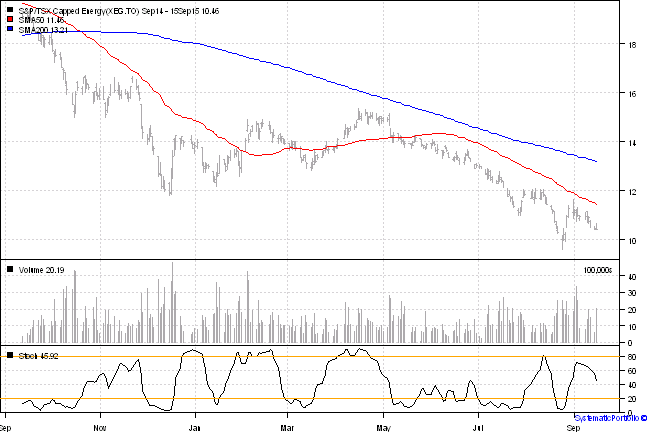 S&P/TSX Capped Energy(XEG.TO) Sep14 - 15Sep15 10.46
SMA50 11.46
SMA200 13.21
18
16
14
12
10
Volume 20.19
100,000s
40
30
20
10
0
Stoch 45.92
80
60
40
20
0
Sep Nov Jan Mar May Jul Sep
SystematicPortfolio ©